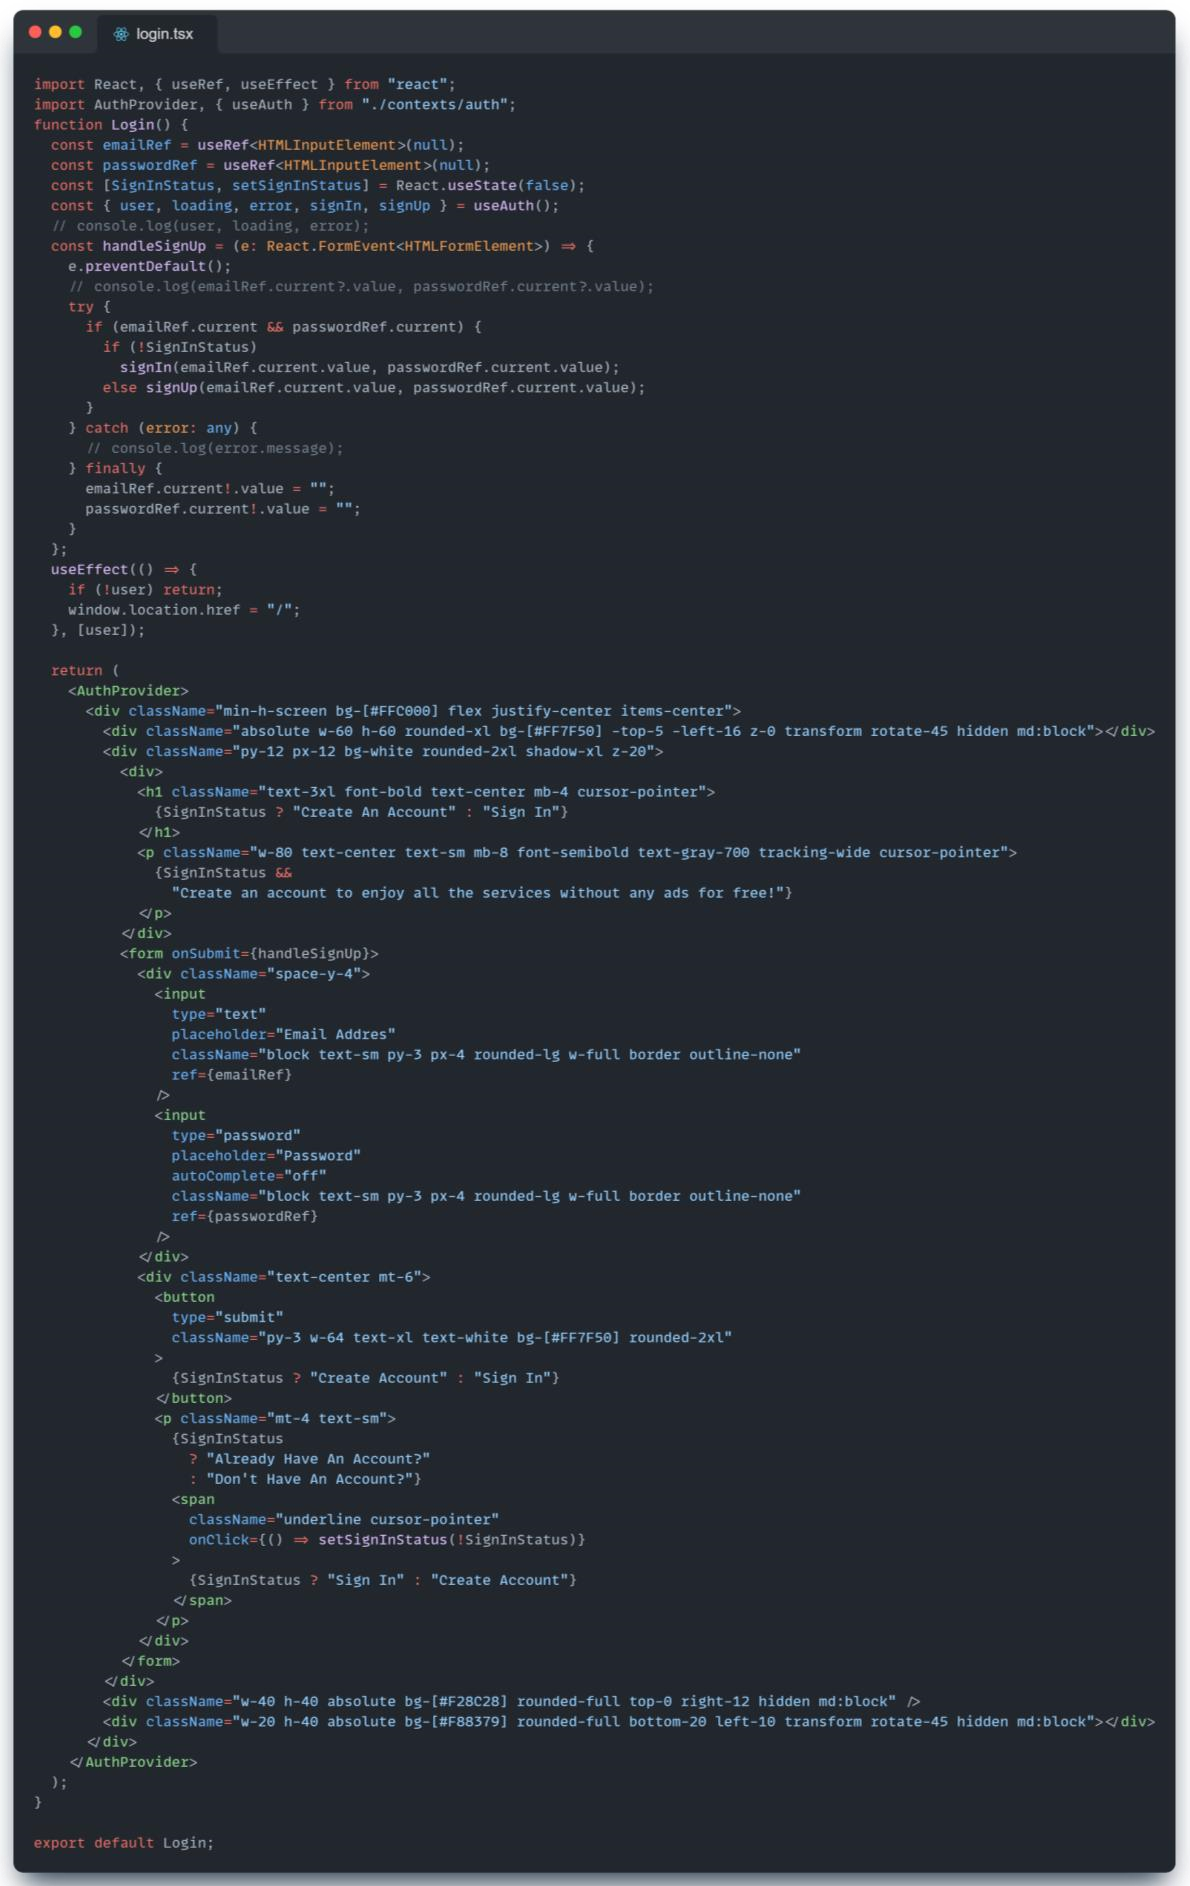 login.tsx
import React, { useRef, useEffect } from "react";
import AuthProvider, { useAuth } from "./contexts/auth";
function Login() {
  const emailRef = useRef<HTMLInputElement>(null);
  const passwordRef = useRef<HTMLInputElement>(null);
  const [SignInStatus, setSignInStatus] = React.useState(false);
  const { user, loading, error, signIn, signUp } = useAuth();
  // console.log(user, loading, error);
  const handleSignUp = (e: React.FormEvent<HTMLFormElement>) => {
    e.preventDefault();
    // console.log(emailRef.current?.value, passwordRef.current?.value);
    try {
      if (emailRef.current && passwordRef.current) {
        if (!SignInStatus)
          signIn(emailRef.current.value, passwordRef.current.value);
        else signUp(emailRef.current.value, passwordRef.current.value);
      }
    } catch (error: any) {
      // console.log(error.message);
    } finally {
      emailRef.current!.value = "";
      passwordRef.current!.value = "";
    }
  };
  useEffect(() => {
    if (!user) return;
    window.location.href = "/";
  }, [user]);

  return (
    <AuthProvider>
      <div className="min-h-screen bg-[#FFC000] flex justify-center items-center">
        <div className="absolute w-60 h-60 rounded-xl bg-[#FF7F50] -top-5 -left-16 z-0 transform rotate-45 hidden md:block"></div>
        <div className="py-12 px-12 bg-white rounded-2xl shadow-xl z-20">
          <div>
            <h1 className="text-3xl font-bold text-center mb-4 cursor-pointer">
              {SignInStatus ? "Create An Account" : "Sign In"}
            </h1>
            <p className="w-80 text-center text-sm mb-8 font-semibold text-gray-700 tracking-wide cursor-pointer">
              {SignInStatus &&
                "Create an account to enjoy all the services without any ads for free!"}
            </p>
          </div>
          <form onSubmit={handleSignUp}>
            <div className="space-y-4">
              <input
                type="text"
                placeholder="Email Addres"
                className="block text-sm py-3 px-4 rounded-lg w-full border outline-none"
                ref={emailRef}
              />
              <input
                type="password"
                placeholder="Password"
                autoComplete="off"
                className="block text-sm py-3 px-4 rounded-lg w-full border outline-none"
                ref={passwordRef}
              />
            </div>
            <div className="text-center mt-6">
              <button
                type="submit"
                className="py-3 w-64 text-xl text-white bg-[#FF7F50] rounded-2xl"
              >
                {SignInStatus ? "Create Account" : "Sign In"}
              </button>
              <p className="mt-4 text-sm">
                {SignInStatus
                  ? "Already Have An Account?"
                  : "Don't Have An Account?"}
                <span
                  className="underline cursor-pointer"
                  onClick={() => setSignInStatus(!SignInStatus)}
                >
                  {SignInStatus ? "Sign In" : "Create Account"}
                </span>
              </p>
            </div>
          </form>
        </div>
        <div className="w-40 h-40 absolute bg-[#F28C28] rounded-full top-0 right-12 hidden md:block" />
        <div className="w-20 h-40 absolute bg-[#F88379] rounded-full bottom-20 left-10 transform rotate-45 hidden md:block"></div>
      </div>
    </AuthProvider>
  );
}

export default Login;